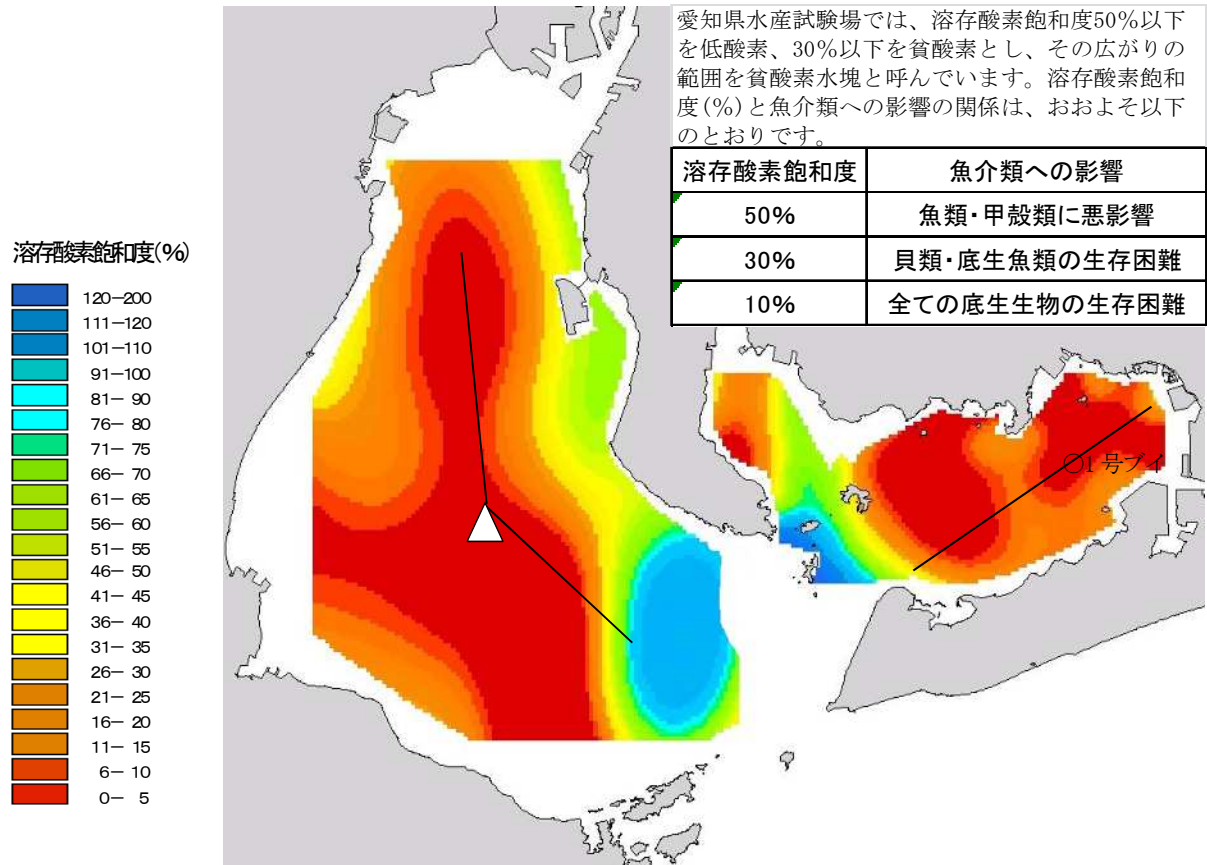 愛知県水産試験場では、溶存酸素飽和度50%以下
を低酸素、30%以下を貧酸素とし、その広がりの
範囲を貧酸素水塊と呼んでいます。溶存酸素飽和
度(%)と魚介類への影響の関係は、おおよそ以下
のとおりです。
溶存酸素飽和度 魚介類への影響
50% 魚類・甲殻類に悪影響
30% 貝類・底生魚類の生存困難
10% 全ての底生生物の生存困難
溶存酸素飽和度(%)
120-200
111-120
101-110
91-100
81- 90
76- 80
71- 75
66- 70
61- 65
56- 60
51- 55
46- 50
41- 45
36- 40
31- 35
26- 30
21- 25
16- 20
11- 15
6- 10
0- 5
○1号ブイ